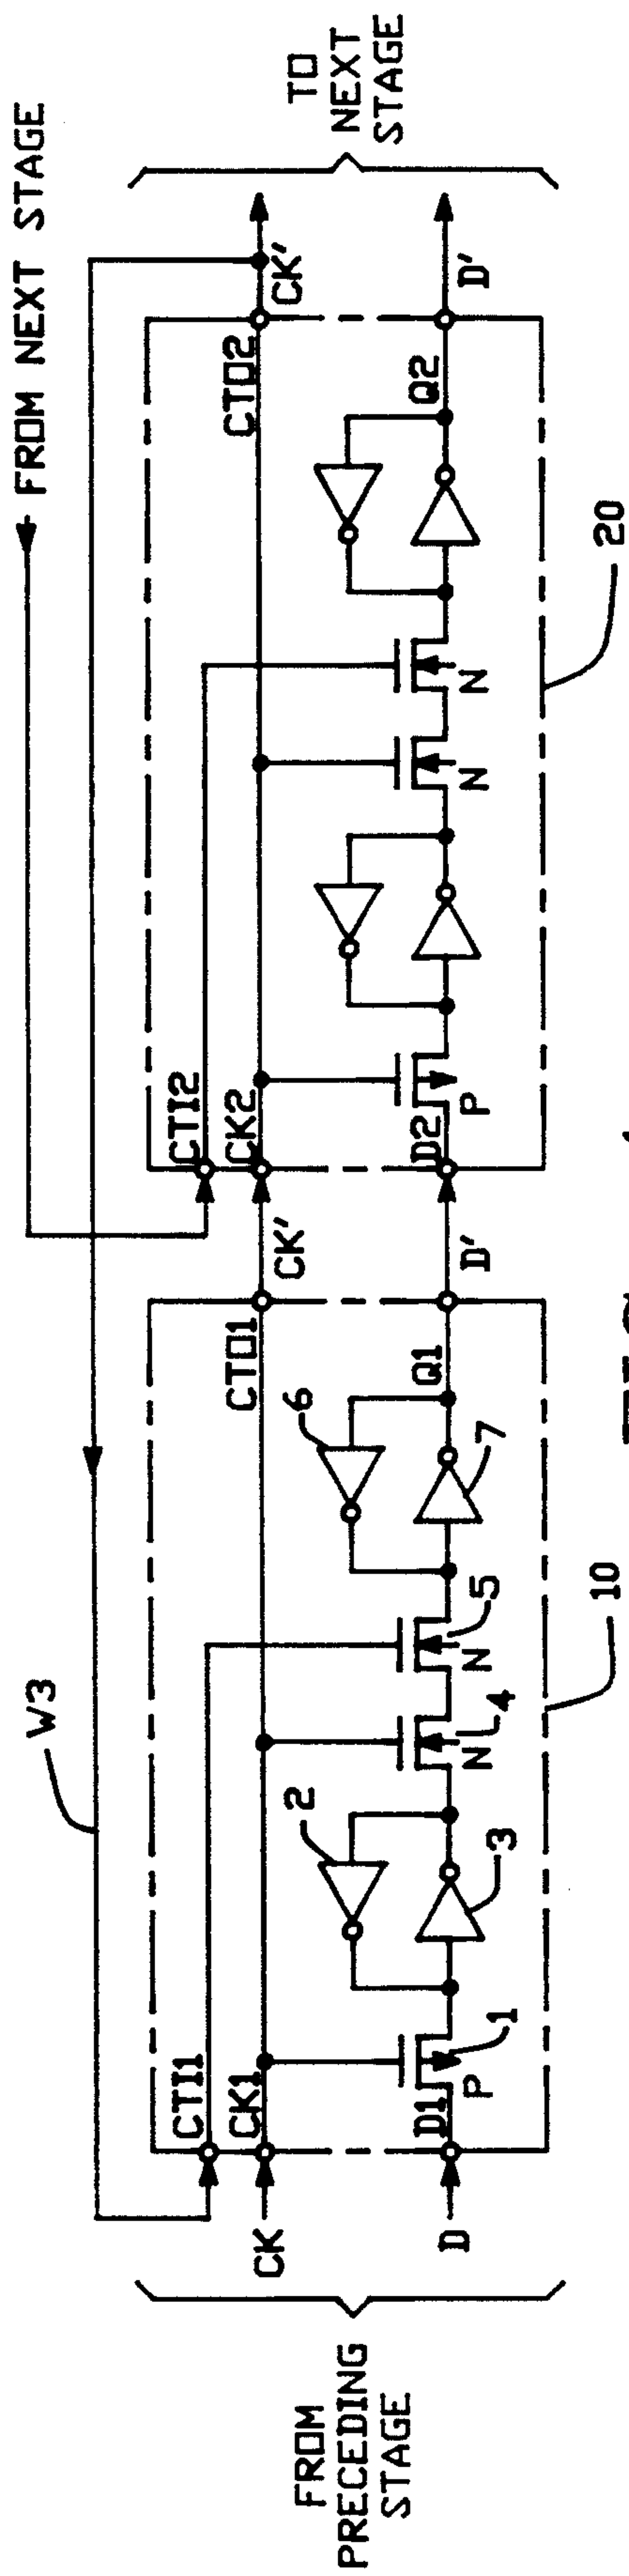 FROM NEXT STAGE
W3
FROM
PRECEDING
STAGE
TO
NEXT
STAGE
CTI1
CK
CK1
CTO1
CK'
CTI2
CK2
CTO2
CK'
2
6
D
D1
P
1
3
N
4
N
5
7
Q1
D'
D2
P
N
N
Q2
D'
10
20